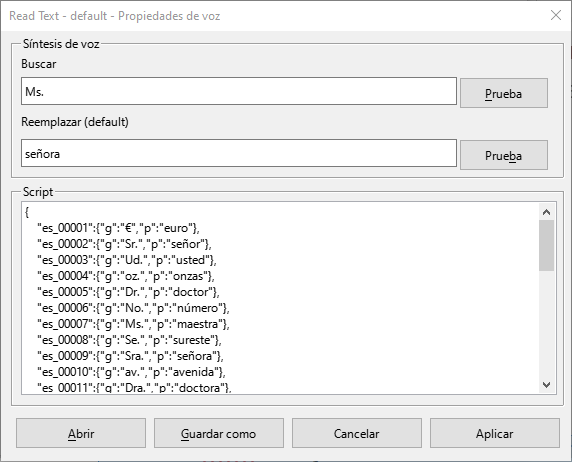 Read Text - default - Propiedades de voz
Síntesis de voz
Buscar
Ms.
Prueba
Reemplazar (default)
señora
Prueba
Script
{
"es_00001":{"g":"€","p":"euro"},
"es_00002":{"g":"Sr.","p":"señor"},
"es_00003":{"g":"Ud.","p":"usted"},
"es_00004":{"g":"oz.","p":"onzas"},
"es_00005":{"g":"Dr.","p":"doctor"},
"es_00006":{"g":"No.","p":"número"},
"es_00007":{"g":"Ms.","p":"maestra"},
"es_00008":{"g":"Se.","p":"sureste"},
"es_00009":{"g":"Sra.","p":"señora"},
"es_00010":{"g":"av.","p":"avenida"},
"es_00011":{"g":"Dra.","p":"doctora"},
Abrir
Guardar como
Cancelar
Aplicar